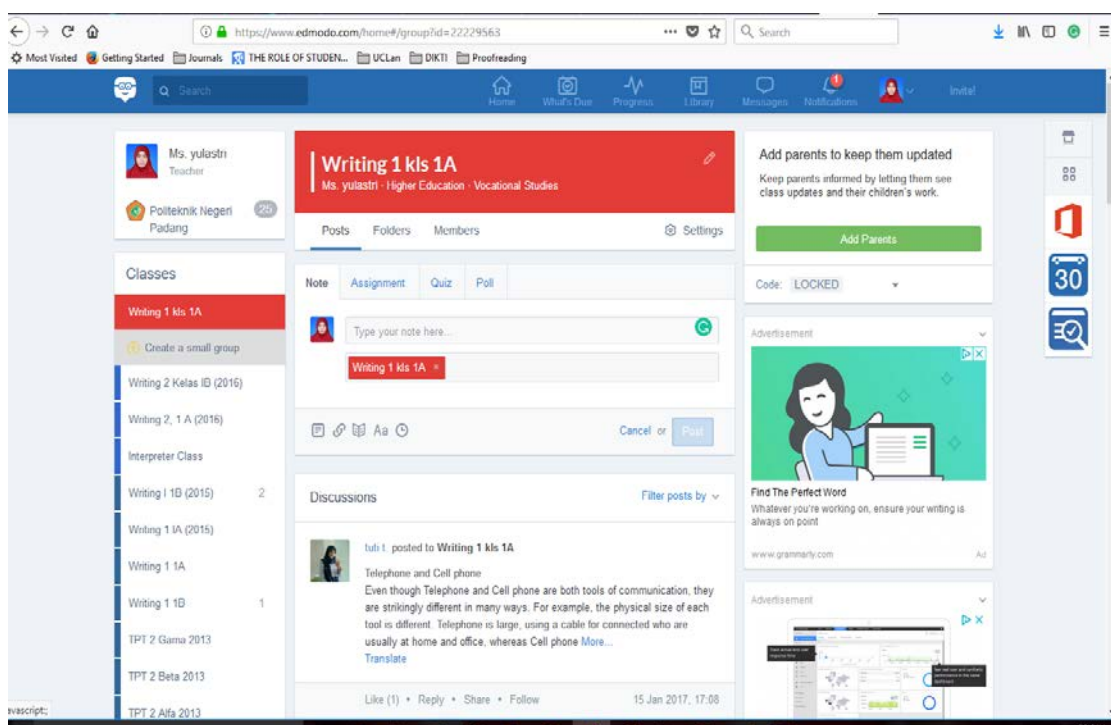 https://www.edmodo.com/home#/group?id=22229563
Search
Most Visited Getting Started Journals THE ROLE OF STUDEN... UCLan DIKTI Proofreading
Search
Home What's Due Progress Library Messages Notifications Invite!
1
Ms. yulastri
Teacher
Politeknik Negeri
Padang
25
Classes
Writing 1 kls 1A
Create a small group
Writing 2 Kelas IB (2016)
Writing 2, 1 A (2016)
Interpreter Class
Writing I 1B (2015) 2
Writing 1 IA (2015)
Writing 1 1A
Writing 1 1B 1
TPT 2 Gama 2013
TPT 2 Beta 2013
TPT 2 Alfa 2013
avascript:;
Writing 1 kls 1A
Ms. yulastri · Higher Education · Vocational Studies
Posts Folders Members Settings
Note Assignment Quiz Poll
Type your note here...
Writing 1 kls 1A ×
Aa Cancel or Post
Discussions Filter posts by
tuti t. posted to Writing 1 kls 1A
Telephone and Cell phone
Even though Telephone and Cell phone are both tools of communication, they
are strikingly different in many ways. For example, the physical size of each
tool is different. Telephone is large, using a cable for connected who are
usually at home and office, whereas Cell phone More...
Translate
Like (1) • Reply • Share • Follow 15 Jan 2017, 17:08
Add parents to keep them updated
Keep parents informed by letting them see
class updates and their children's work.
Add Parents
Code: LOCKED
Advertisement
Find The Perfect Word
Whatever you're working on, ensure your writing is
always on point
www.grammarly.com Ad
Advertisement
30